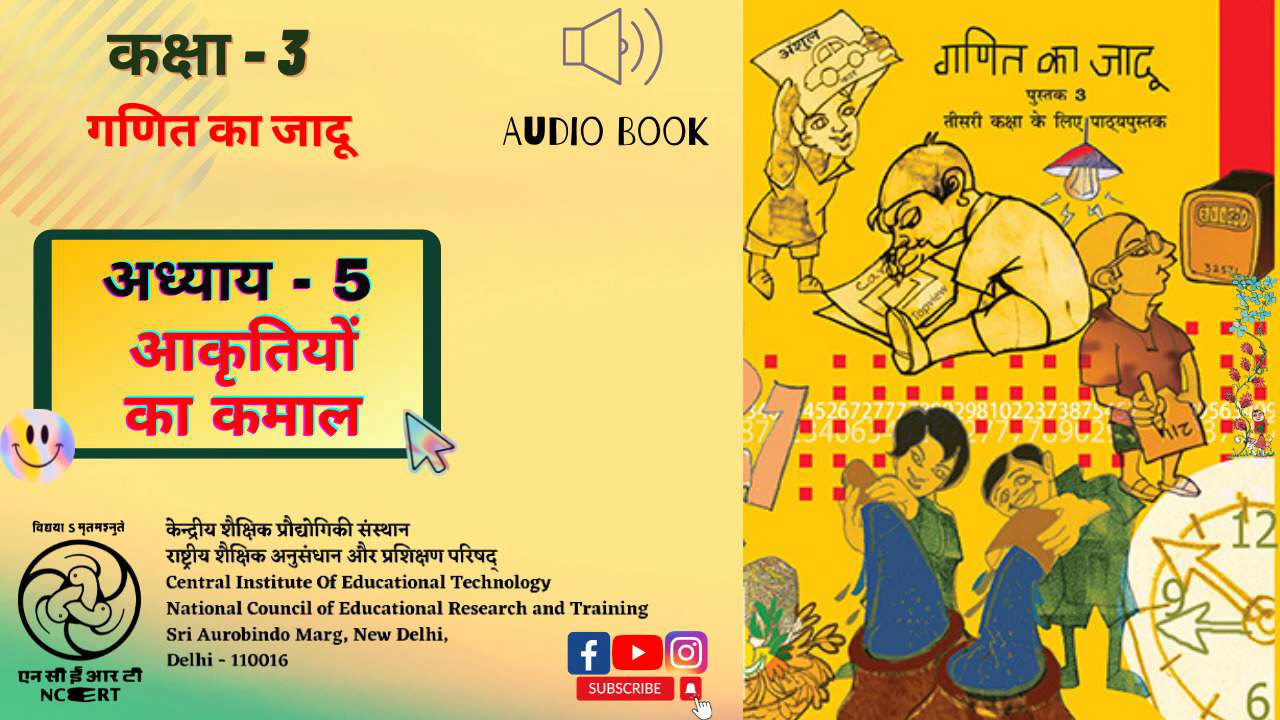 कक्षा - 3
गणित का जादू
AUDIO BOOK
अध्याय - 5
आकृतियों
का कमाल
विद्यया ऽ मृतमश्नुते
एन सी ई आर टी
NCERT
केन्द्रीय शैक्षिक प्रौद्योगिकी संस्थान
राष्ट्रीय शैक्षिक अनुसंधान और प्रशिक्षण परिषद्
Central Institute Of Educational Technology
National Council of Educational Research and Training
Sri Aurobindo Marg, New Delhi,
Delhi - 110016
SUBSCRIBE
अंशुल
गणित का जादू
पुस्तक 3
तीसरी कक्षा के लिए पाठ्यपुस्तक
Topview
12
9
6